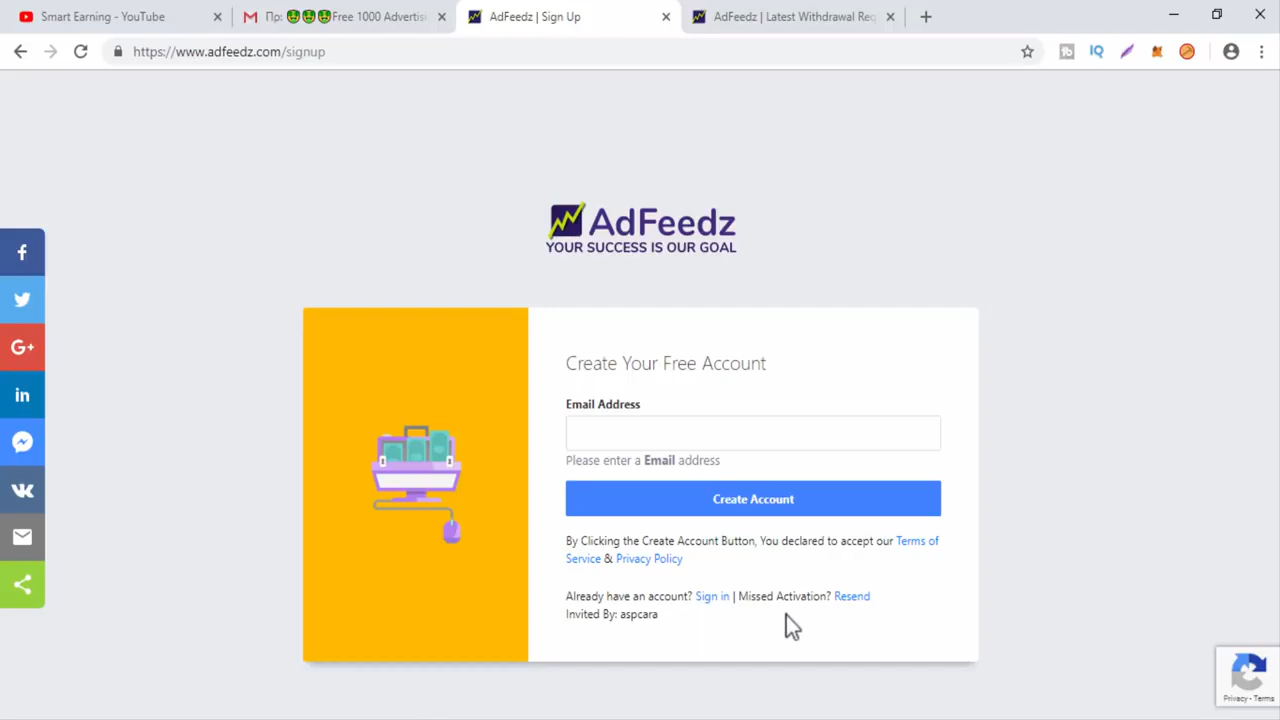 Smart Earning - YouTube
Пр: 🤑🤑🤑Free 1000 Advertisi
AdFeedz | Sign Up
AdFeedz | Latest Withdrawal Req
https://www.adfeedz.com/signup
tb
IQ
AdFeedz
YOUR SUCCESS IS OUR GOAL
Create Your Free Account
Email Address
Please enter a Email address
Create Account
By Clicking the Create Account Button, You declared to accept our Terms of
Service & Privacy Policy
Already have an account? Sign in | Missed Activation? Resend
Invited By: aspcara
Privacy - Terms